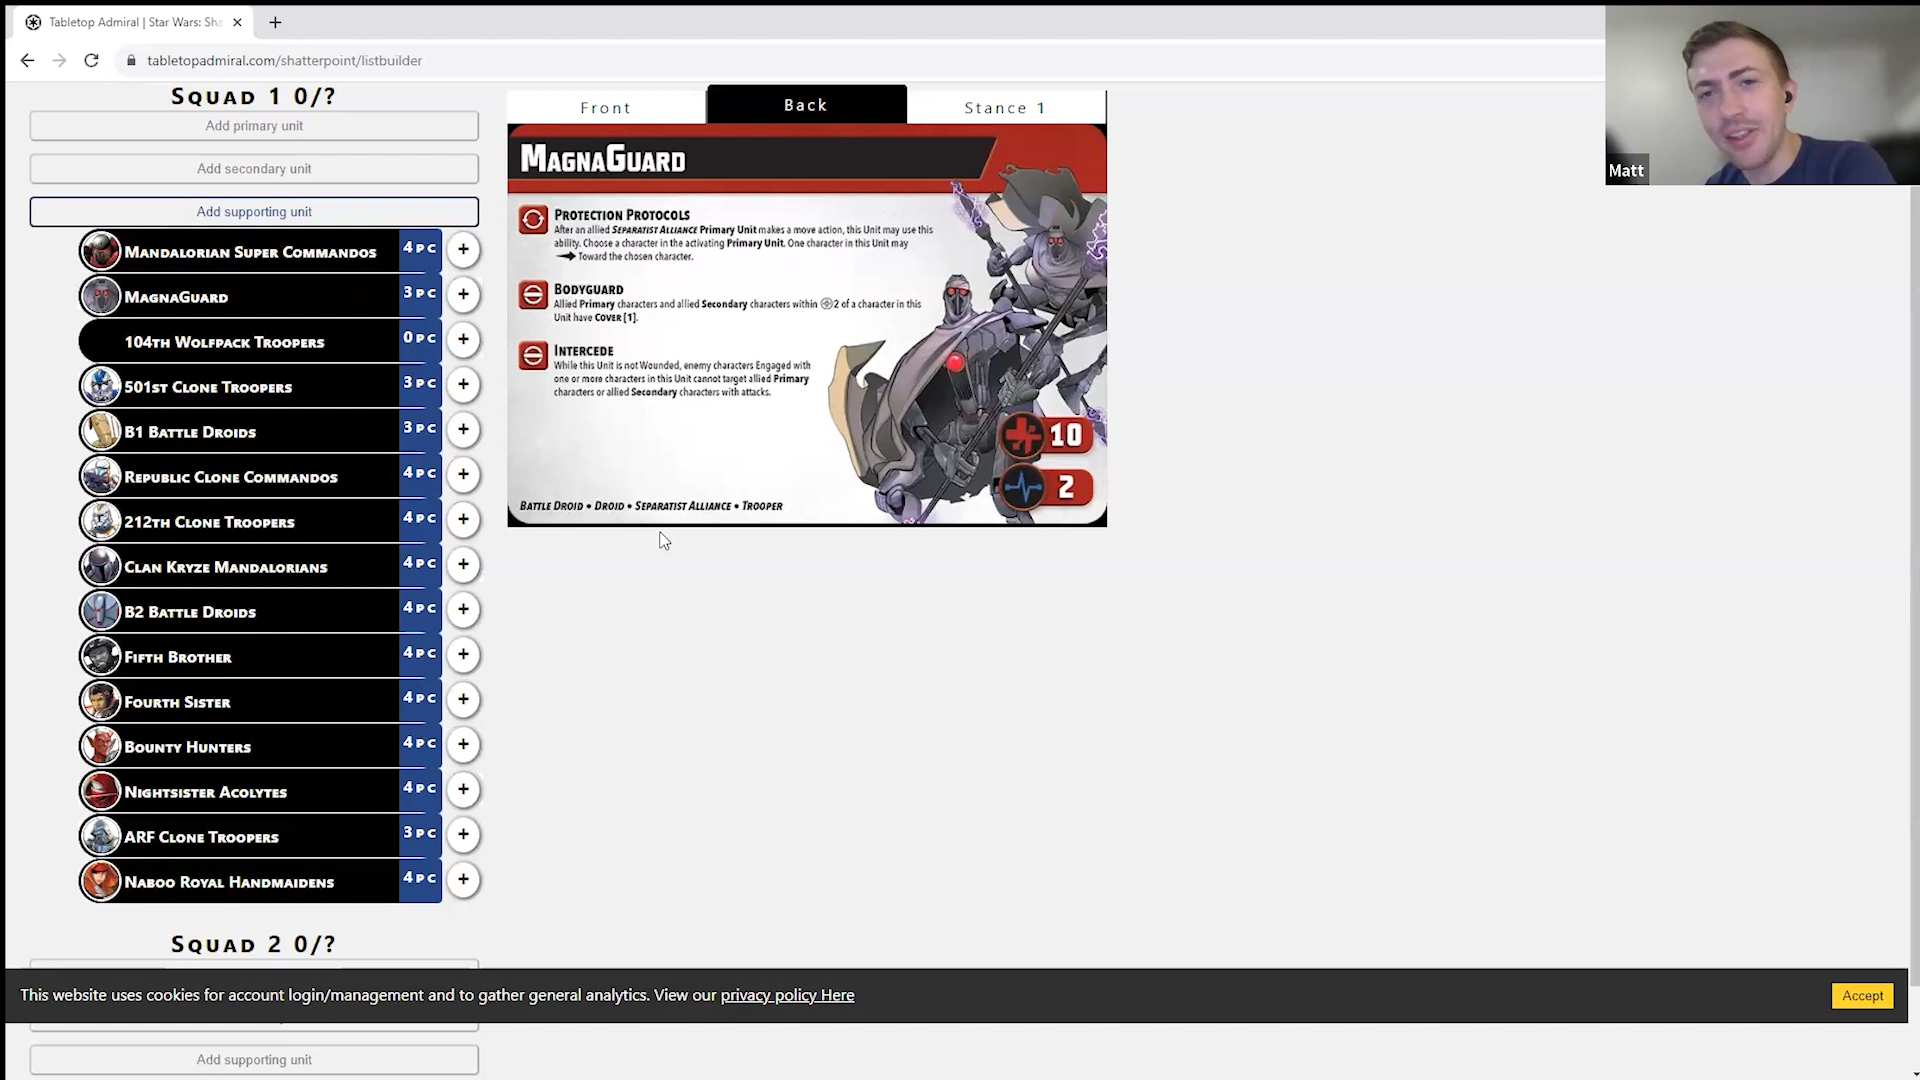 Tabletop Admiral | Star Wars: Sha
tabletopadmiral.com/shatterpoint/listbuilder
Matt
Squad 1 0/?
Add primary unit
Add secondary unit
Add supporting unit
Mandalorian Super Commandos 4 PC +
MagnaGuard 3 PC +
104th Wolfpack Troopers 0 PC +
501st Clone Troopers 3 PC +
B1 Battle Droids 3 PC +
Republic Clone Commandos 4 PC +
212th Clone Troopers 4 PC +
Clan Kryze Mandalorians 4 PC +
B2 Battle Droids 4 PC +
Fifth Brother 4 PC +
Fourth Sister 4 PC +
Bounty Hunters 4 PC +
Nightsister Acolytes 4 PC +
ARF Clone Troopers 3 PC +
Naboo Royal Handmaidens 4 PC +
Squad 2 0/?
Add supporting unit
Front Back Stance 1
MagnaGuard
Protection Protocols
After an allied Separatist Alliance Primary Unit makes a move action, this Unit may use this
ability. Choose a character in the activating Primary Unit. One character in this Unit may
Toward the chosen character.
Bodyguard
Allied Primary characters and allied Secondary characters within 2 of a character in this
Unit have Cover [1].
Intercede
While this Unit is not Wounded, enemy characters Engaged with
one or more characters in this Unit cannot target allied Primary
characters or allied Secondary characters with attacks.
10
2
Battle Droid • Droid • Separatist Alliance • Trooper
This website uses cookies for account login/management and to gather general analytics. View our privacy policy Here
Accept